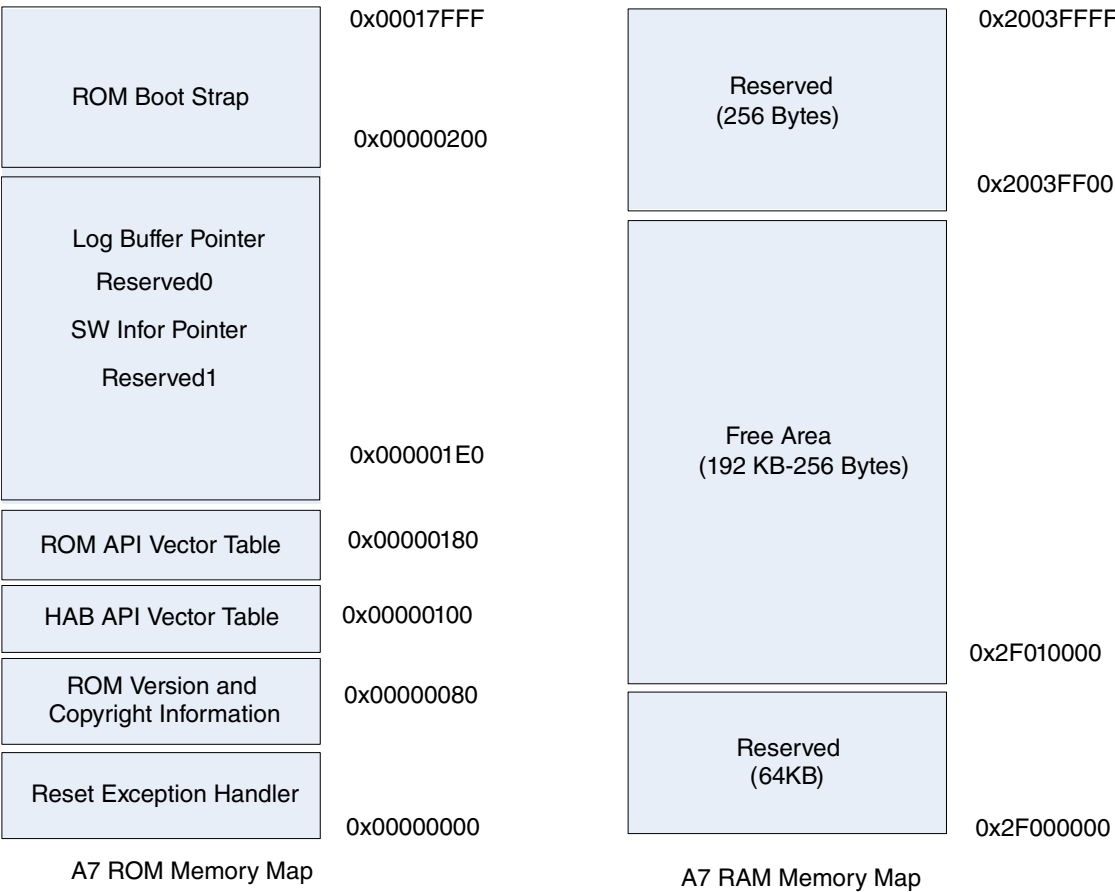 0x00017FFF
ROM Boot Strap
0x00000200
Log Buffer Pointer
Reserved0
SW Infor Pointer
Reserved1
0x000001E0
ROM API Vector Table
0x00000180
HAB API Vector Table
0x00000100
ROM Version and
Copyright Information
0x00000080
Reset Exception Handler
0x00000000
A7 ROM Memory Map
0x2003FFFF
Reserved
(256 Bytes)
0x2003FF00
Free Area
(192 KB-256 Bytes)
0x2F010000
Reserved
(64KB)
0x2F000000
A7 RAM Memory Map